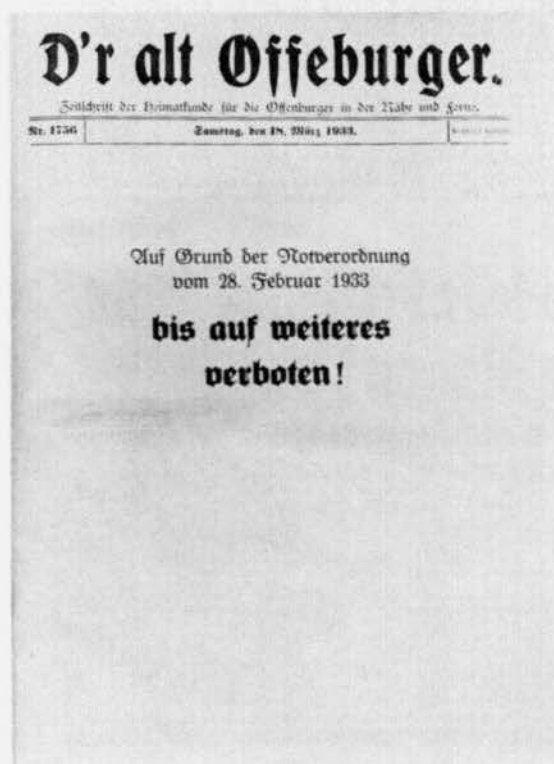 D'r alt Offeburger.
Zeitschrift der Heimatkunde für die Offenburger in der Nähe und Ferne.
Nr. 1756 Samstag, den 18. März 1933.
Auf Grund der Notverordnung
vom 28. Februar 1933
bis auf weiteres
verboten!